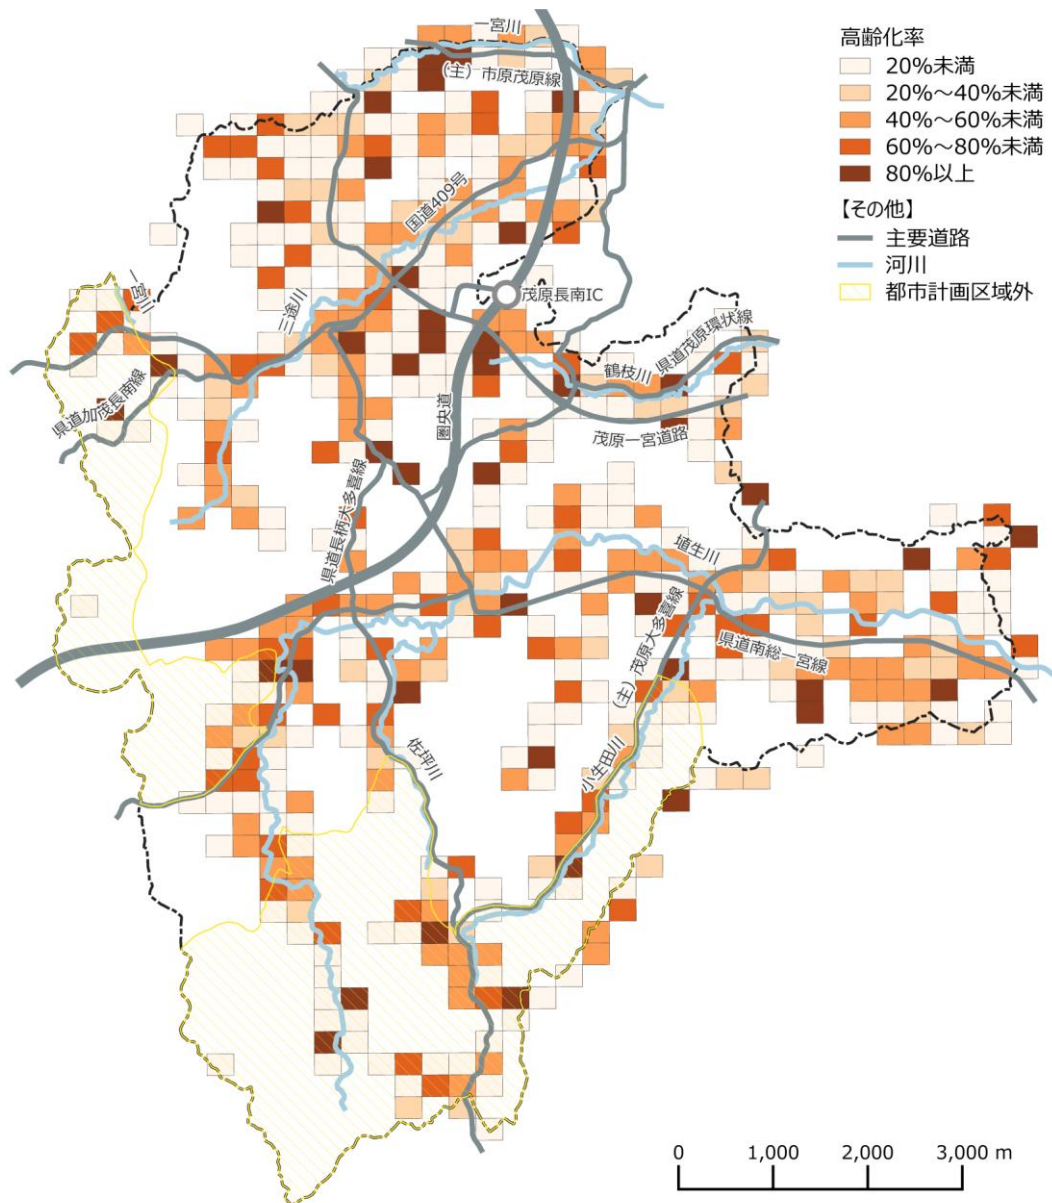 高齢化率
20%未満
20%～40%未満
40%～60%未満
60%～80%未満
80%以上
【その他】
主要道路
河川
都市計画区域外
一宮川
(主)市原茂原線
国道409号
茂原長南IC
一宮川
三途川
鶴枝川
県道茂原環状線
県道加茂長南線
圏央道
茂原一宮道路
県道長柄大多喜線
埴生川
(主)茂原大多喜線
県道南総一宮線
佐坪川
小生田川
0 1,000 2,000 3,000 m